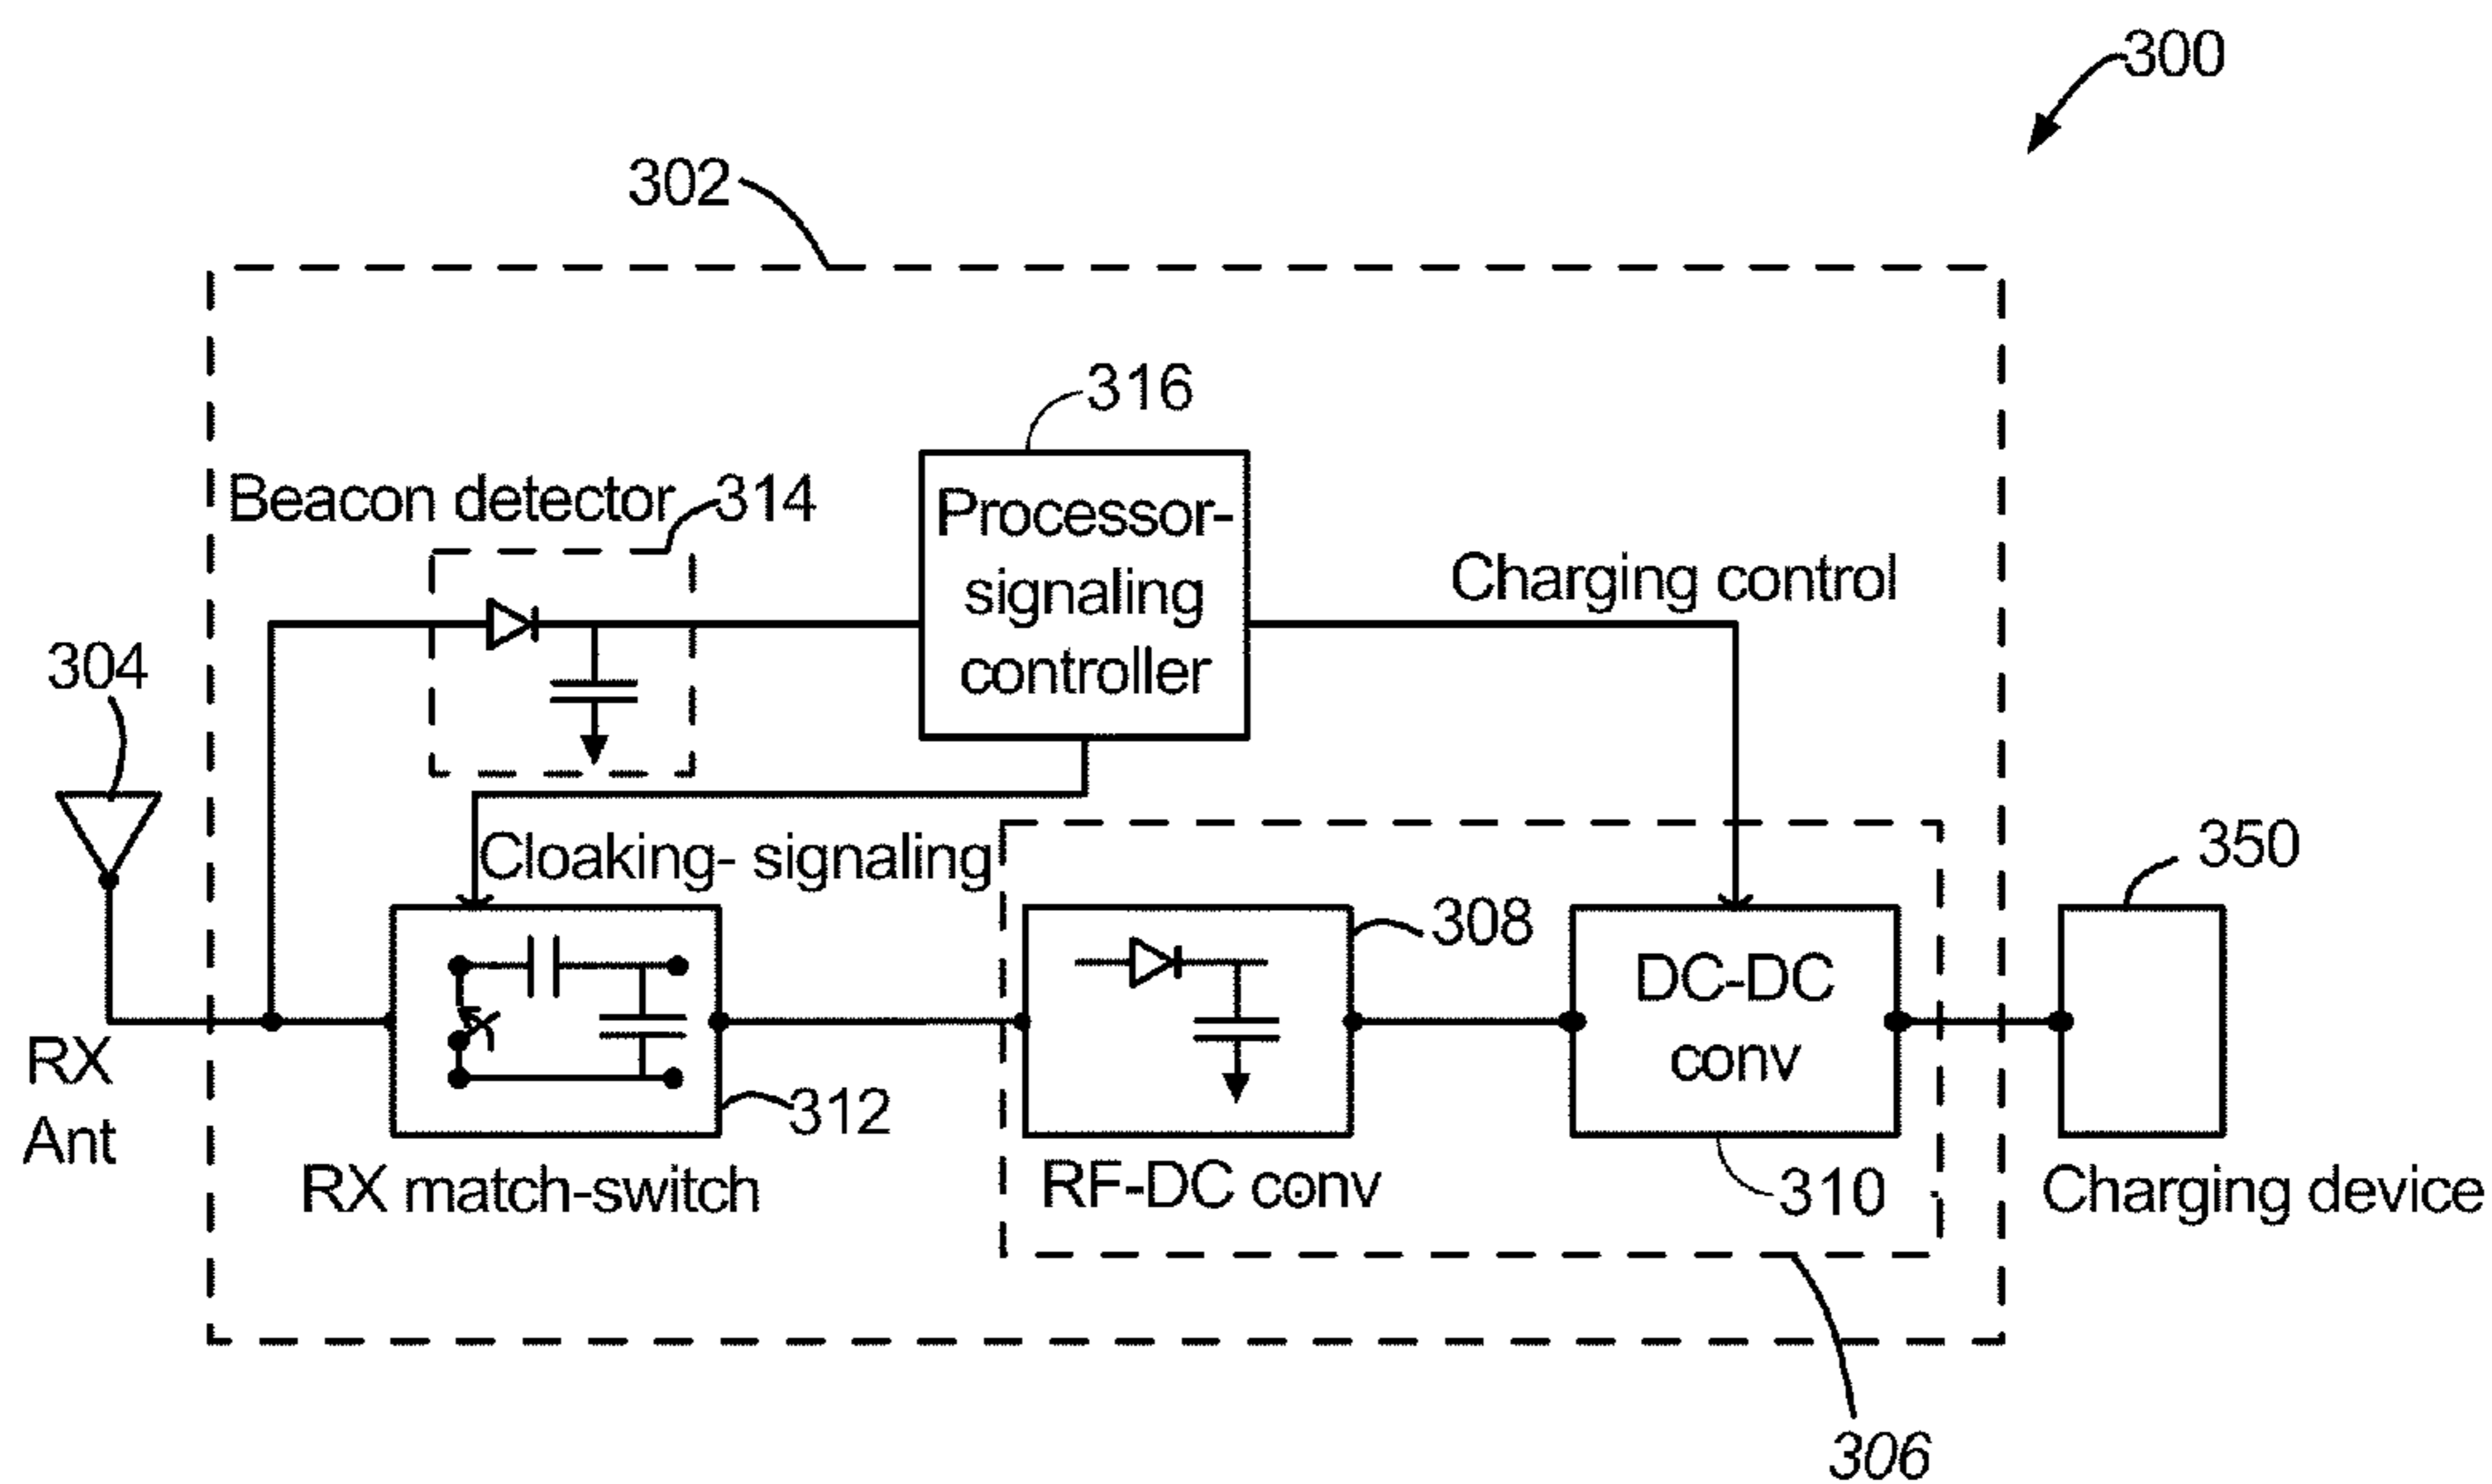 300
302
316
Beacon detector
314
Processor-
signaling
controller
Charging control
304
Cloaking- signaling
350
308
DC-DC
conv
RX
Ant
312
RX match-switch
RF-DC conv
310
Charging device
306